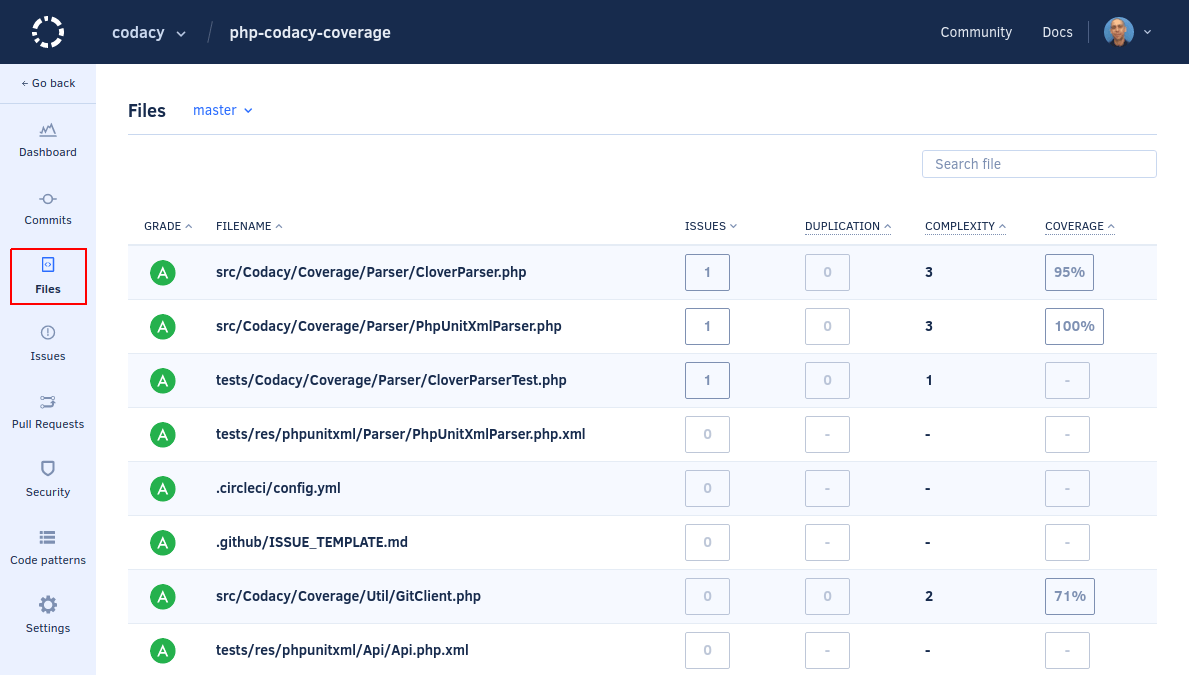 codacy / php-codacy-coverage Community Docs
← Go back
Dashboard
Commits
Files
Issues
Pull Requests
Security
Code patterns
Settings
Files master
Search file
GRADE FILENAME ISSUES DUPLICATION COMPLEXITY COVERAGE
A src/Codacy/Coverage/Parser/CloverParser.php 1 0 3 95%
A src/Codacy/Coverage/Parser/PhpUnitXmlParser.php 1 0 3 100%
A tests/Codacy/Coverage/Parser/CloverParserTest.php 1 0 1 -
A tests/res/phpunitxml/Parser/PhpUnitXmlParser.php.xml 0 - - -
A .circleci/config.yml 0 - - -
A .github/ISSUE_TEMPLATE.md 0 - - -
A src/Codacy/Coverage/Util/GitClient.php 0 0 2 71%
A tests/res/phpunitxml/Api/Api.php.xml 0 - - -